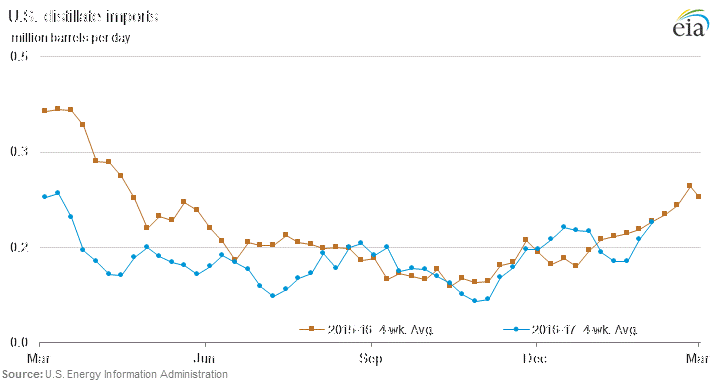 U.S. distillate imports
million barrels per day
eia
0.5
0.3
0.2
0.0
2015-16 4-wk. Avg.
2016-17 4-wk. Avg.
Mar Jun Sep Dec Mar
Source: U.S. Energy Information Administration